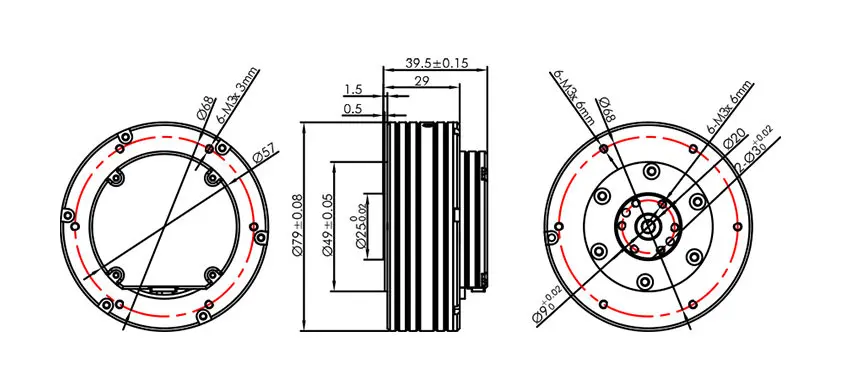 Ø68
6-M3x 3mm
Ø57
39.5±0.15
29
1.5
0.5
Ø79±0.08
Ø49±0.05
Ø25 0 -0.02
6-M3x 6mm
Ø68
6-M3x 6mm
Ø20
2-Ø3 +0.02 0
Ø9 +0.02 0